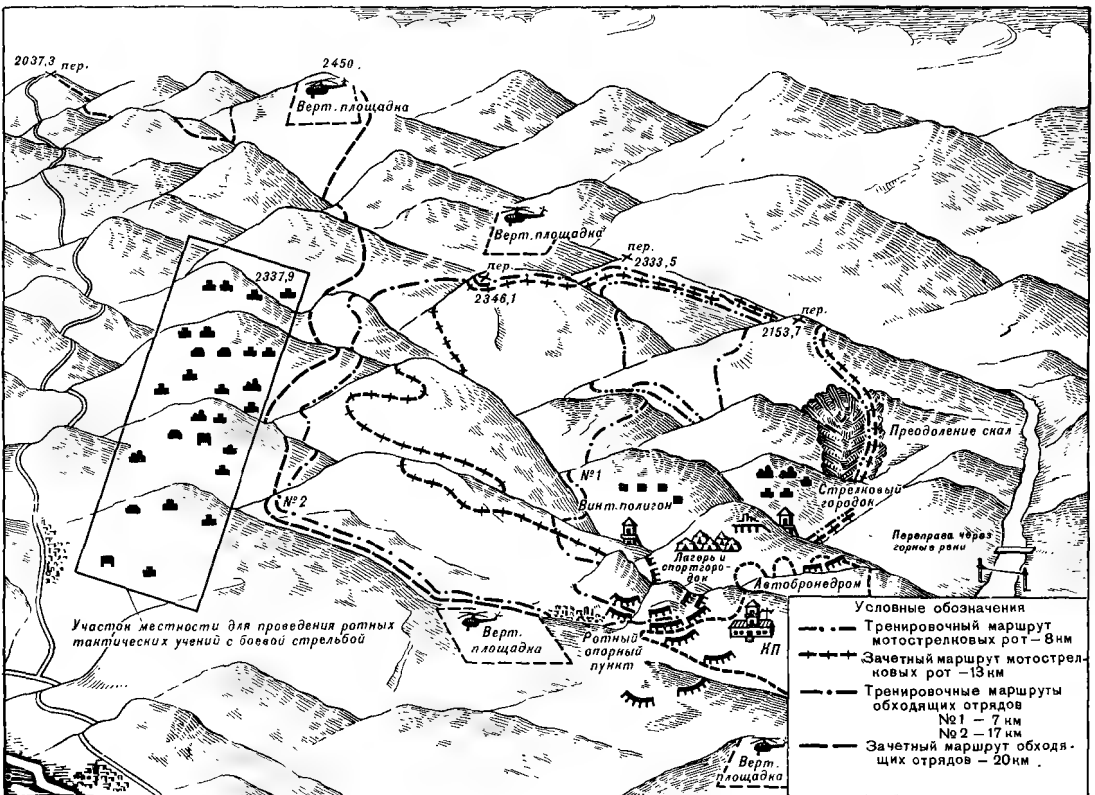 2037,3 пер.
2450
Верт. площадка
Верт. площадка
пер.
2333,5
2337,9
пер.
2346,1
пер.
2153,7
Преодоление скал
№1
Винт. полигон
Стрелковый
городок
№2
Лагерь и
спортгоро-
док
Переправа через
горные реки
Автобронедром
Участок местности для проведения ротных
тактических учений с боевой стрельбой
Верт.
площадка
Ротный
опорный
пункт
КП
Верт.
площадка
Условные обозначения
Тренировочный маршрут
мотострелковых рот – 8 км
Зачетный маршрут мотострел-
ковых рот – 13 км
Тренировочные маршруты
обходящих отрядов
№1 – 7 км
№2 – 17 км
Зачетный маршрут обходя-
щих отрядов – 20 км.